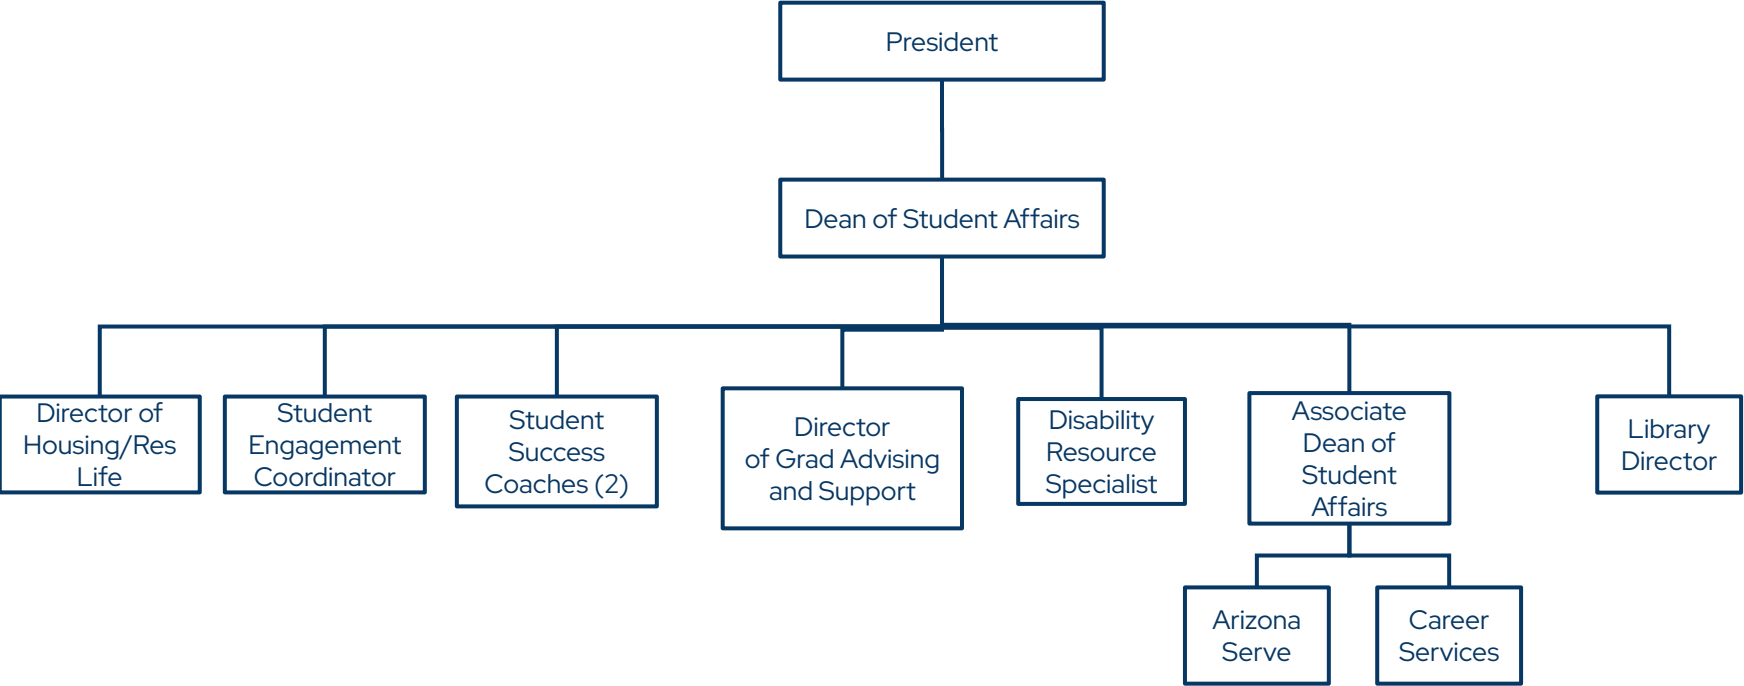 President
Dean of Student Affairs
Director of
Housing/Res
Life
Student
Engagement
Coordinator
Student
Success
Coaches (2)
Director
of Grad Advising
and Support
Disability
Resource
Specialist
Associate
Dean of
Student
Affairs
Library
Director
Arizona
Serve
Career
Services